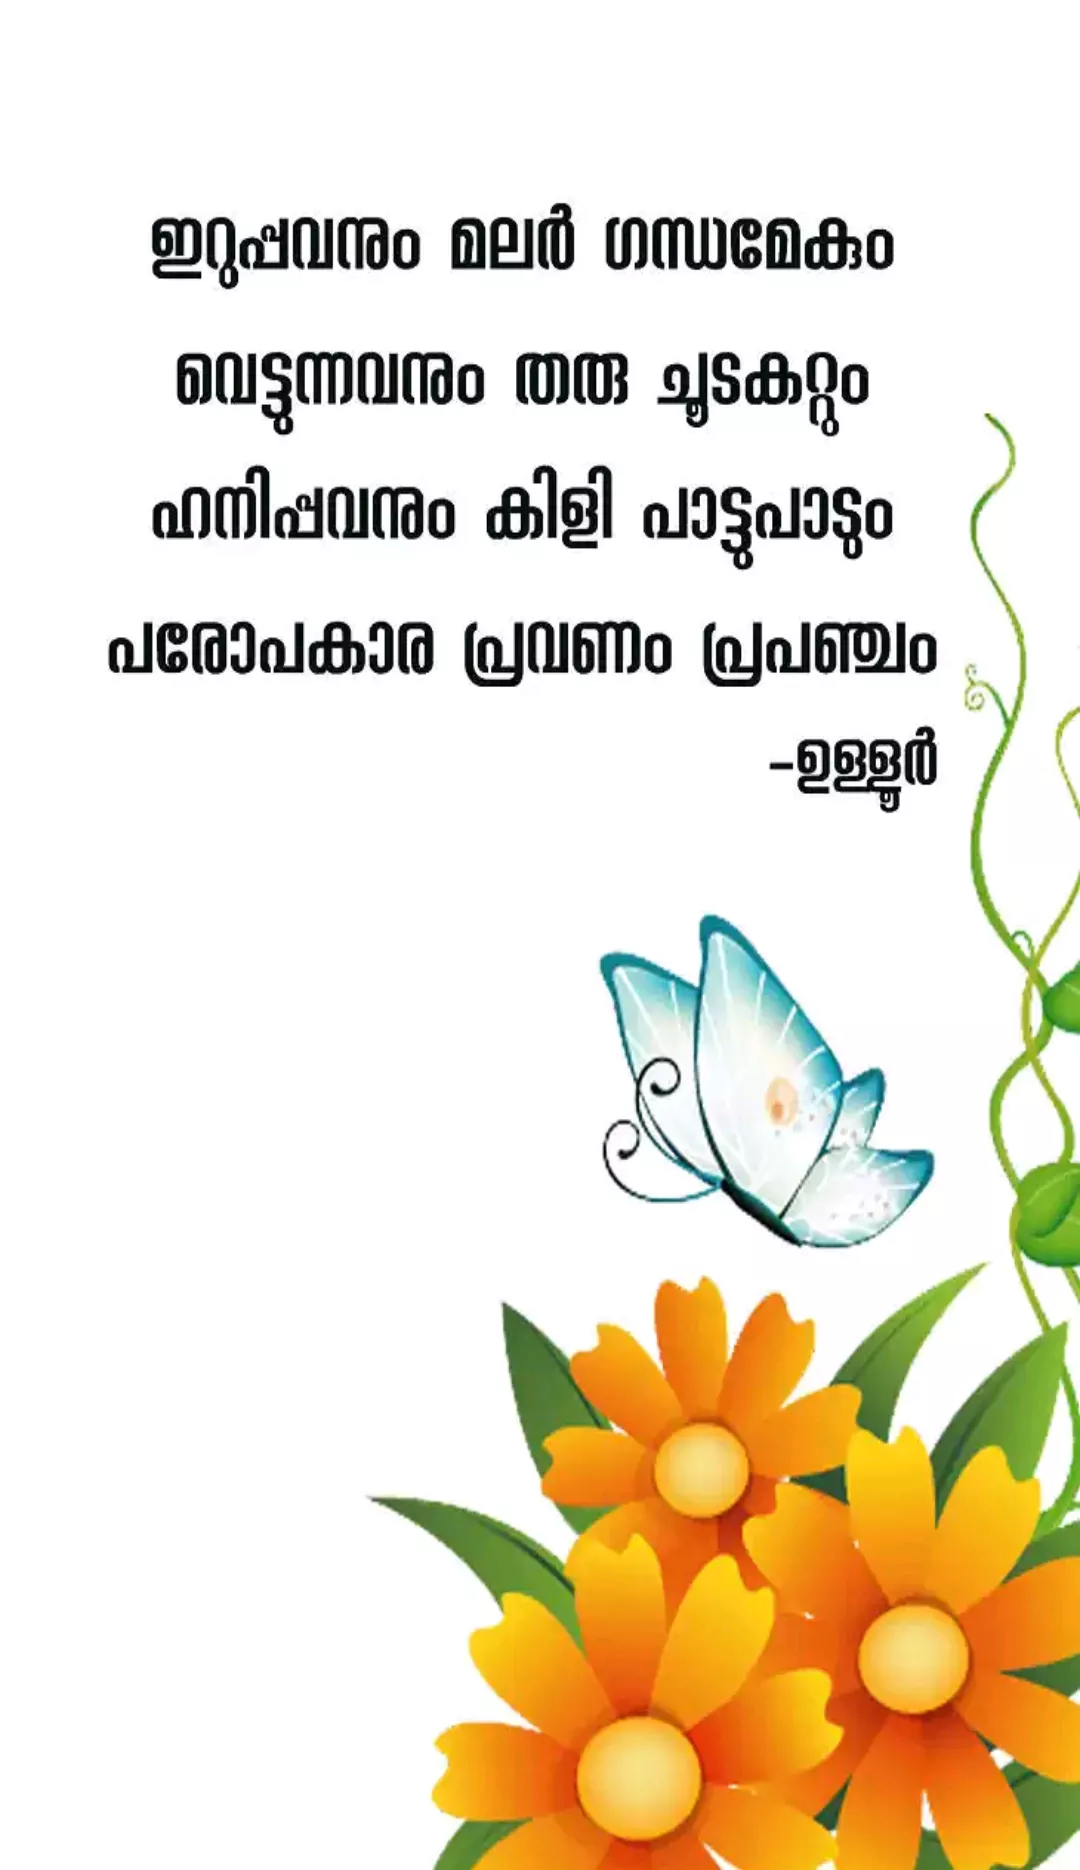 ഇറുപ്പവനും മലർ ഗന്ധമേകും
വെട്ടുന്നവനും തരു ചൂടകറ്റും
ഹനിപ്പവനും കിളി പാട്ടുപാടും
പരോപകാര പ്രവണം പ്രപഞ്ചം
-ഉള്ളൂർ